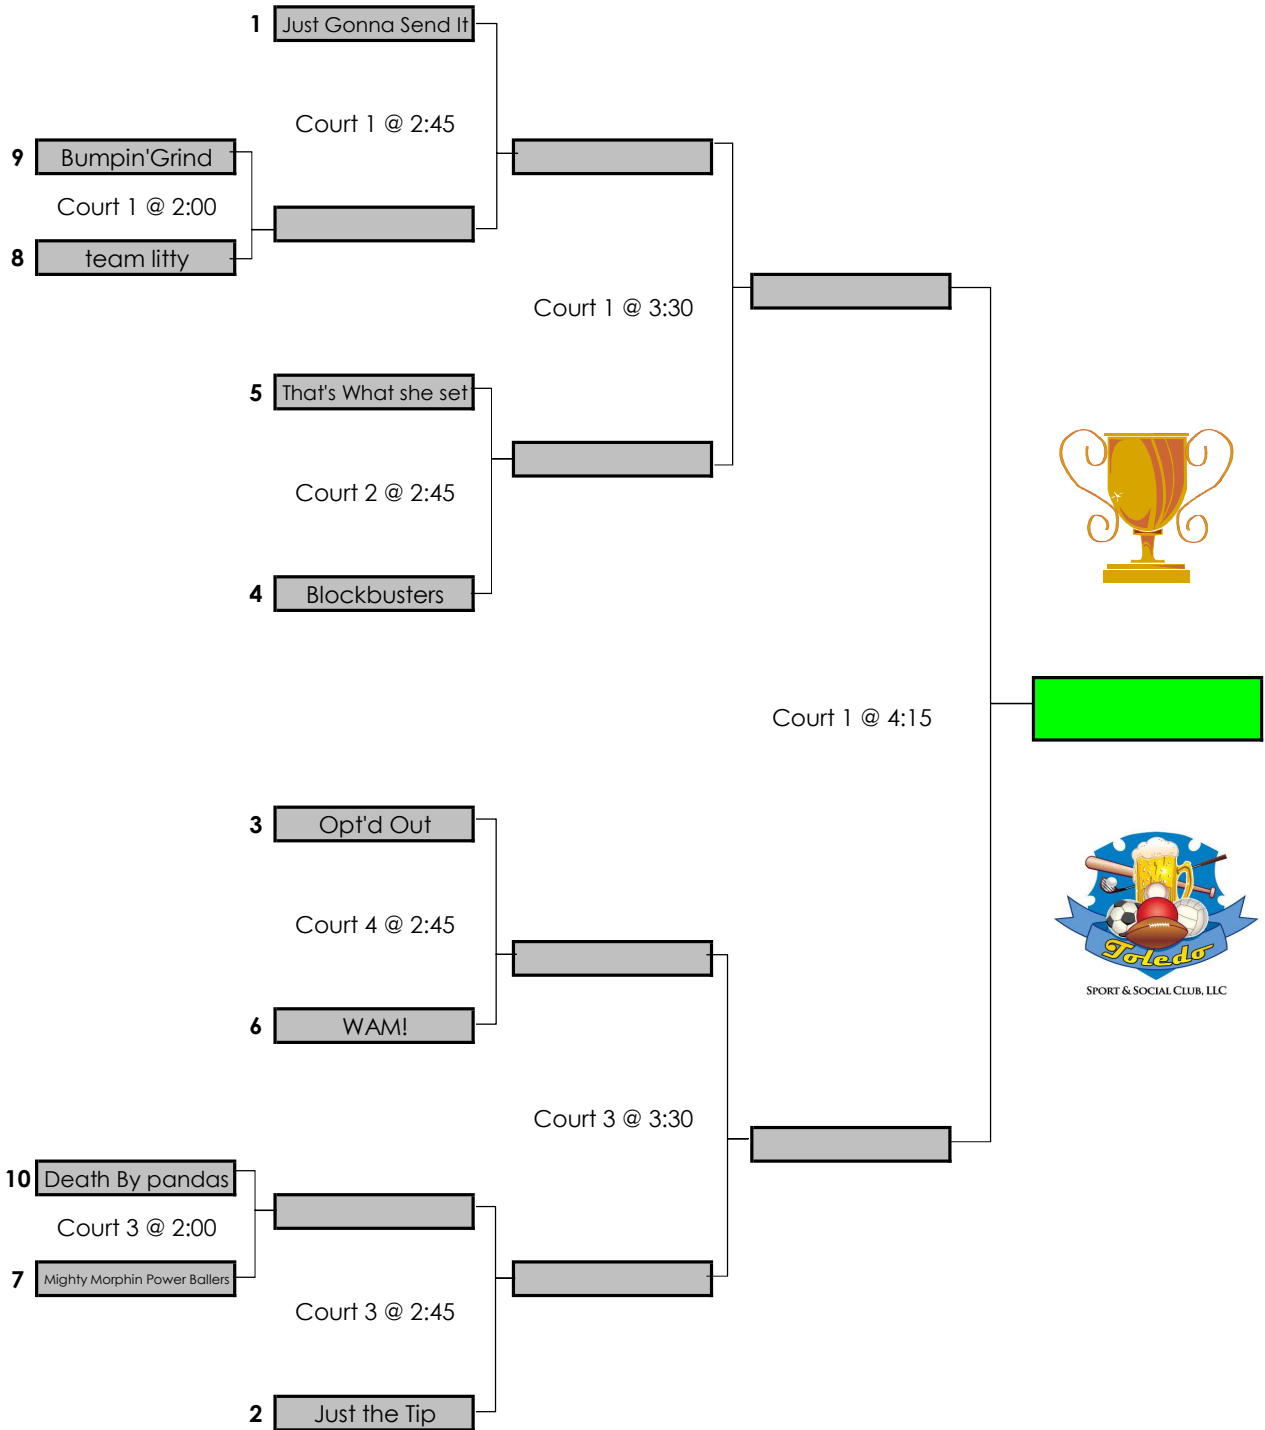 1 Just Gonna Send It
Court 1 @ 2:45
9 Bumpin'Grind
Court 1 @ 2:00
8 team litty
Court 1 @ 3:30
5 That's What she set
Court 2 @ 2:45
4 Blockbusters
Court 1 @ 4:15
3 Opt'd Out
Court 4 @ 2:45
6 WAM!
Toledo
SPORT & SOCIAL CLUB, LLC
Court 3 @ 3:30
10 Death By pandas
Court 3 @ 2:00
7 Mighty Morphin Power Ballers
Court 3 @ 2:45
2 Just the Tip